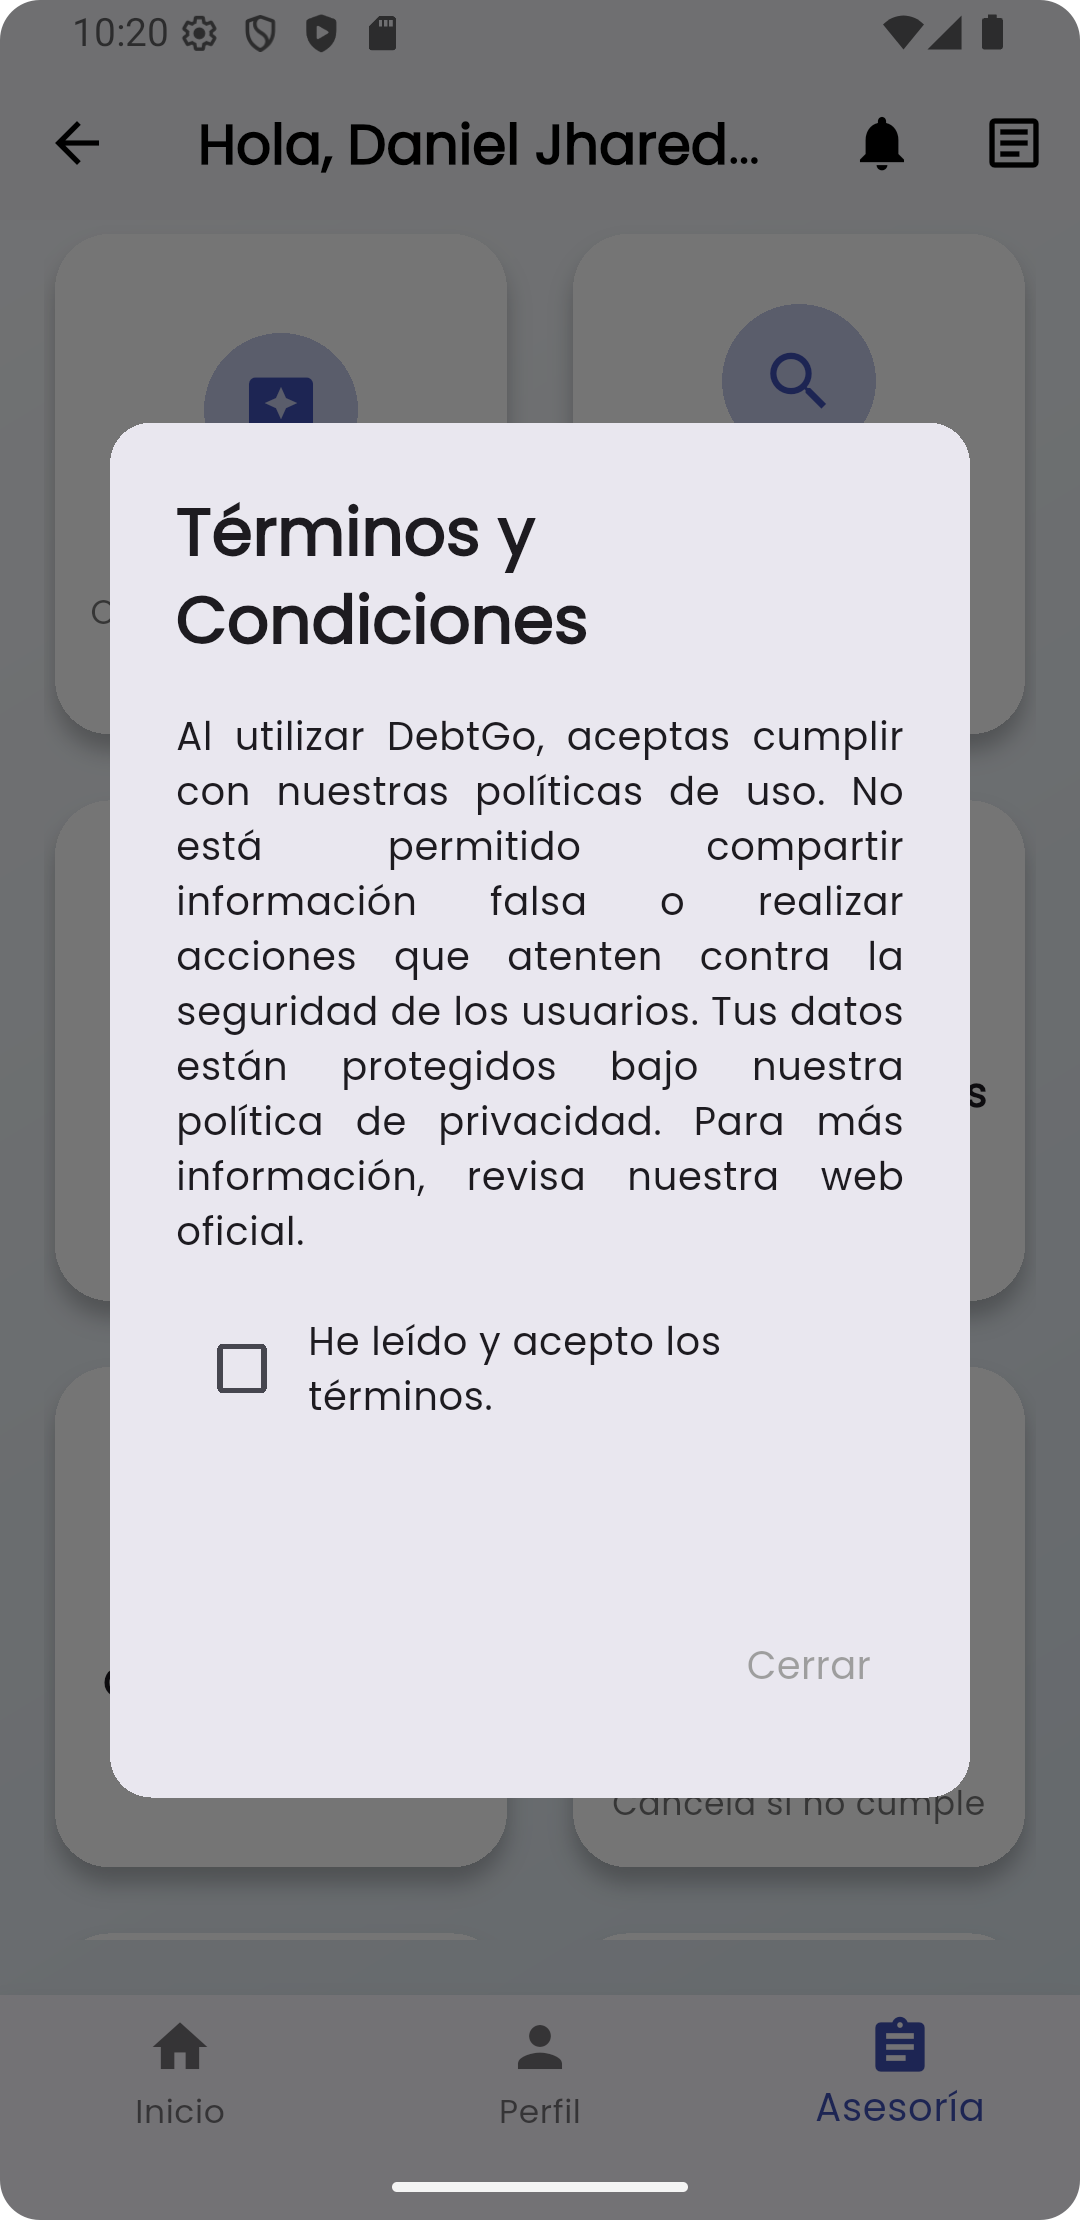 10:20
Hola, Daniel Jhared...
Términos y
Condiciones
Al utilizar DebtGo, aceptas cumplir
con nuestras políticas de uso. No
está permitido compartir
información falsa o realizar
acciones que atenten contra la
seguridad de los usuarios. Tus datos
están protegidos bajo nuestra
política de privacidad. Para más
información, revisa nuestra web
oficial.
He leído y acepto los
términos.
Cerrar
Cancela si no cumple
Inicio
Perfil
Asesoría